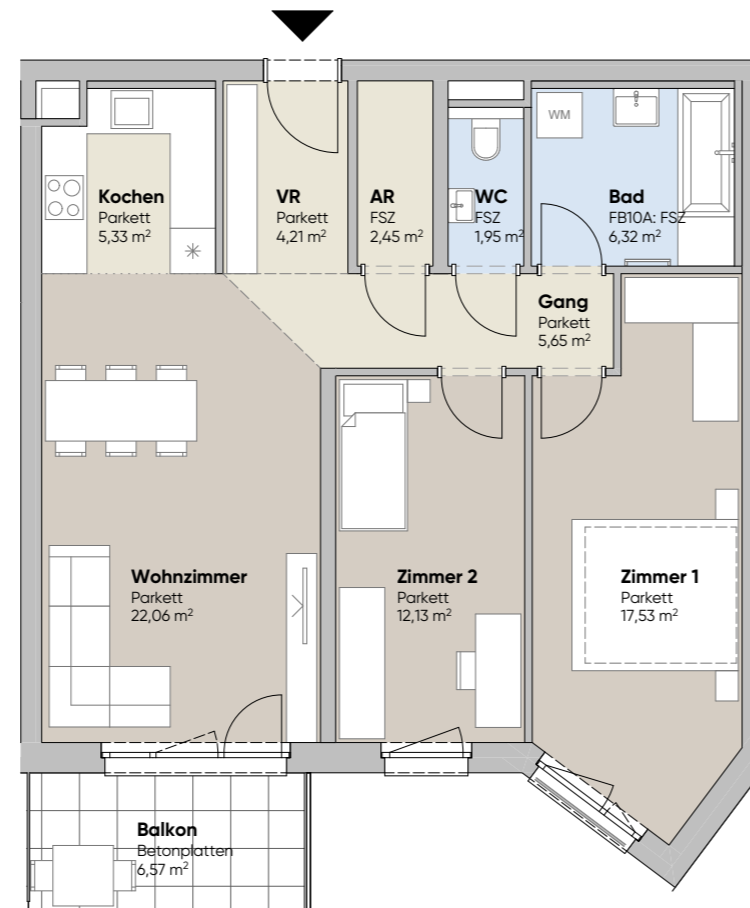 Kochen
Parkett
5,33 m²
VR
Parkett
4,21 m²
AR
FSZ
2,45 m²
WC
FSZ
1,95 m²
WM
Bad
FB10A: FSZ
6,32 m²
Gang
Parkett
5,65 m²
Wohnzimmer
Parkett
22,06 m²
Zimmer 2
Parkett
12,13 m²
Zimmer 1
Parkett
17,53 m²
Balkon
Betonplatten
6,57 m²